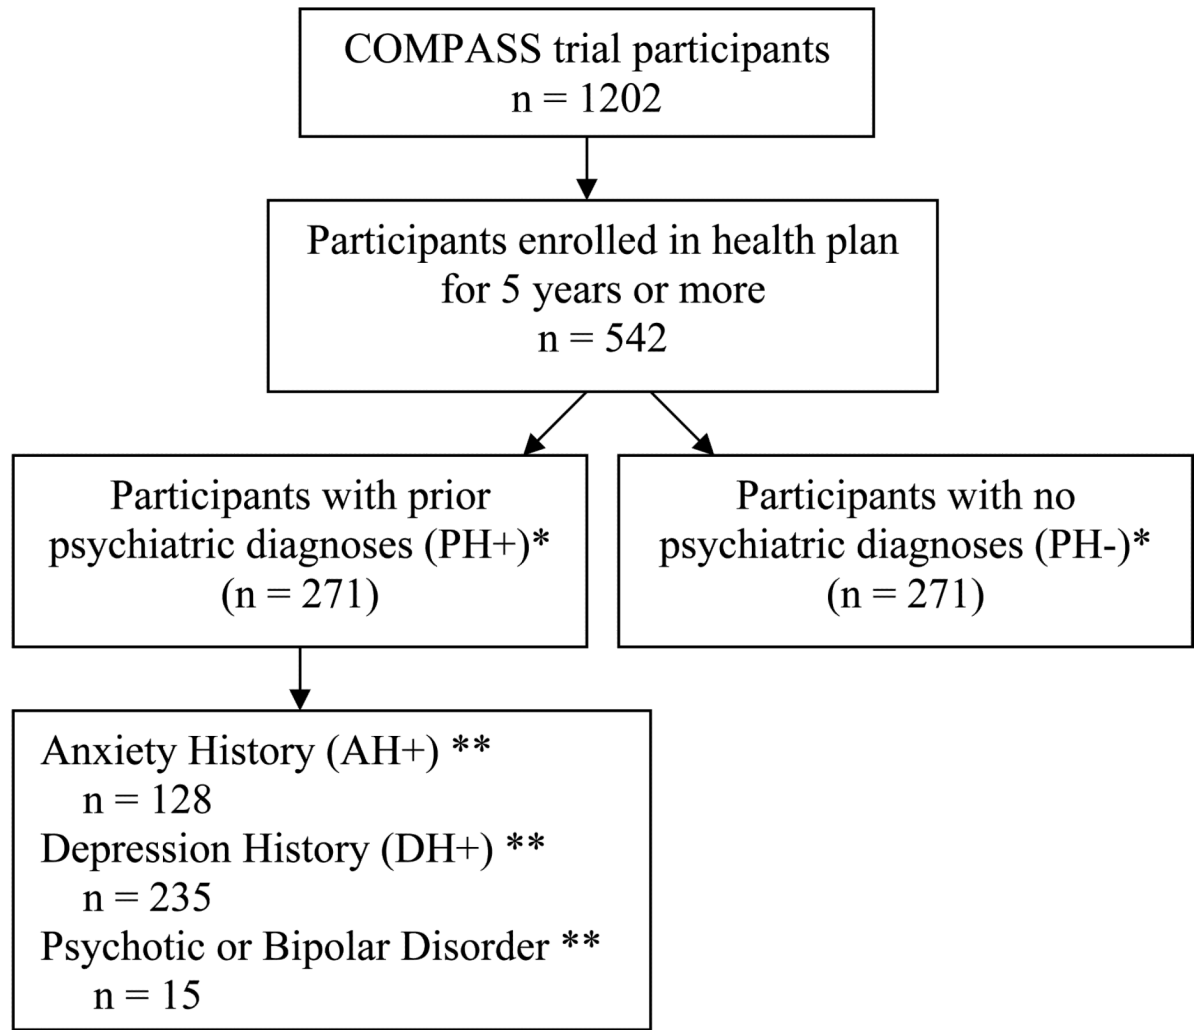 COMPASS trial participants
n = 1202
Participants enrolled in health plan
for 5 years or more
n = 542
Participants with prior
psychiatric diagnoses (PH+)*
(n = 271)
Participants with no
psychiatric diagnoses (PH-)*
(n = 271)
Anxiety History (AH+) **
n = 128
Depression History (DH+) **
n = 235
Psychotic or Bipolar Disorder **
n = 15